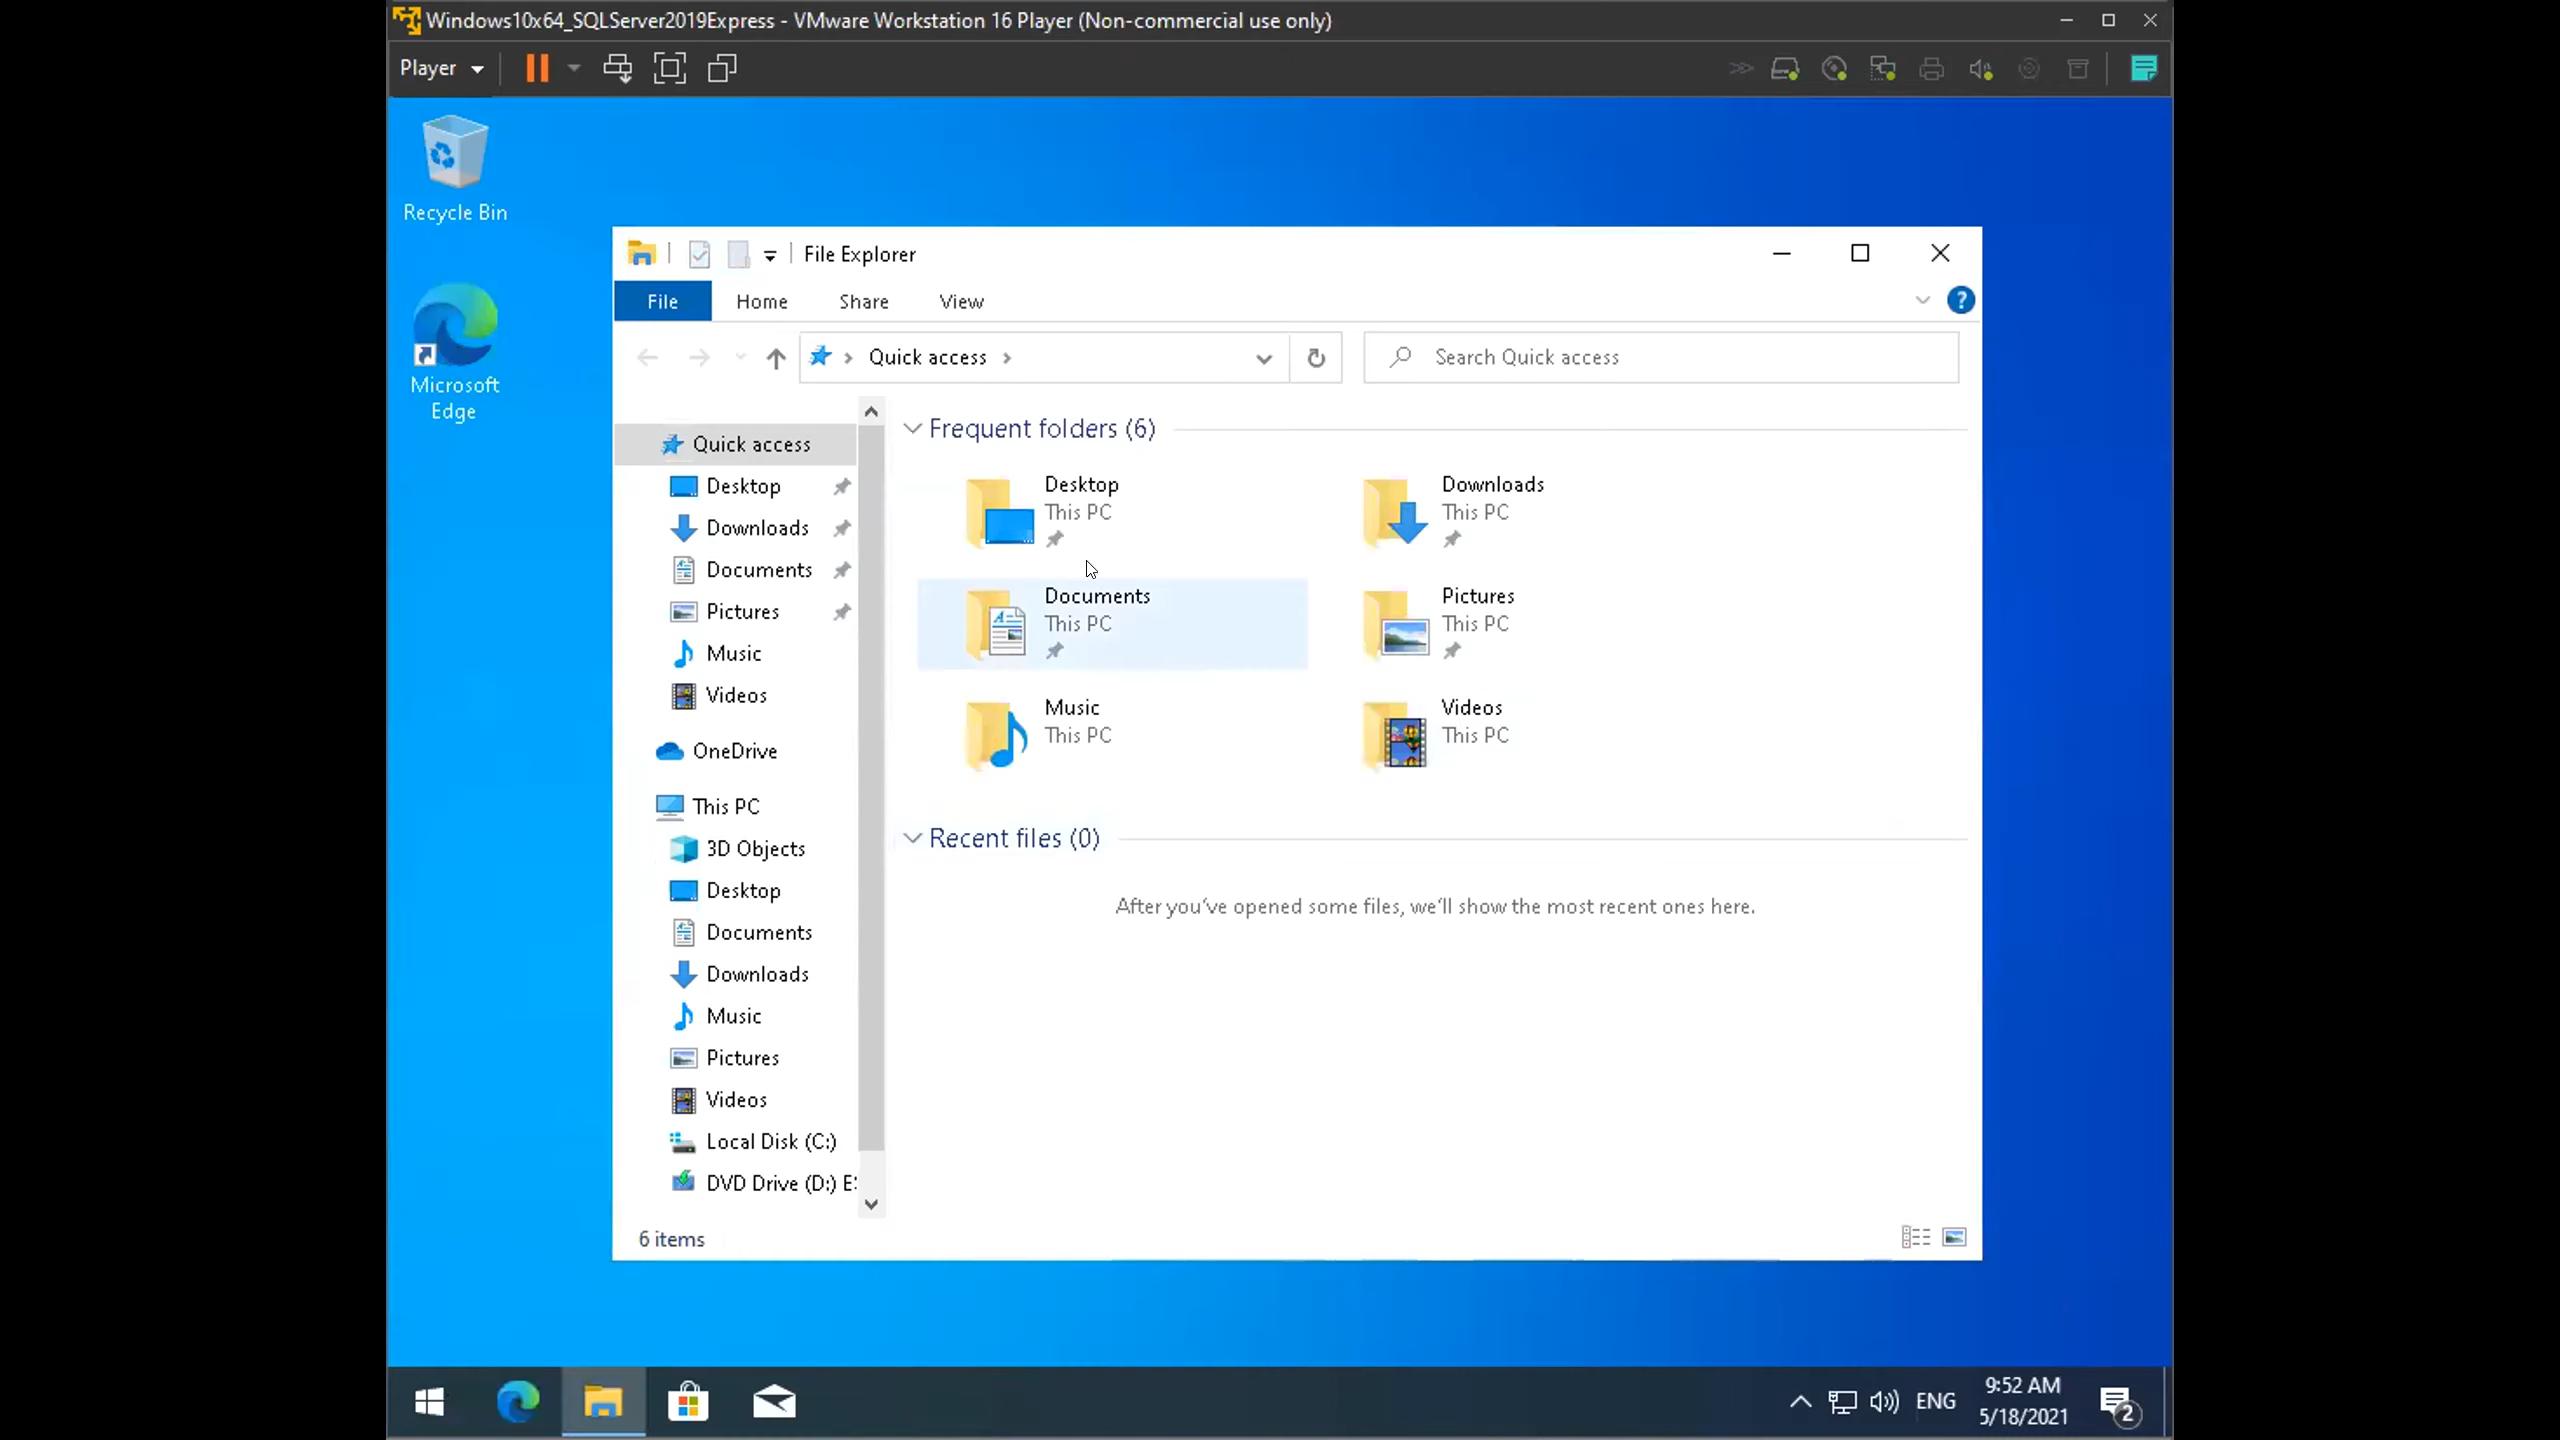 Windows10x64_SQLServer2019Express - VMware Workstation 16 Player (Non-commercial use only)
Player
Recycle Bin
Microsoft
Edge
File Explorer
File Home Share View
Quick access
Search Quick access
Quick access
Desktop
Downloads
Documents
Pictures
Music
Videos
OneDrive
This PC
3D Objects
Desktop
Documents
Downloads
Music
Pictures
Videos
Local Disk (C:)
DVD Drive (D:) E:
Frequent folders (6)
Desktop
This PC
Downloads
This PC
Documents
This PC
Pictures
This PC
Music
This PC
Videos
This PC
Recent files (0)
After you've opened some files, we'll show the most recent ones here.
6 items
ENG
9:52 AM
5/18/2021
2